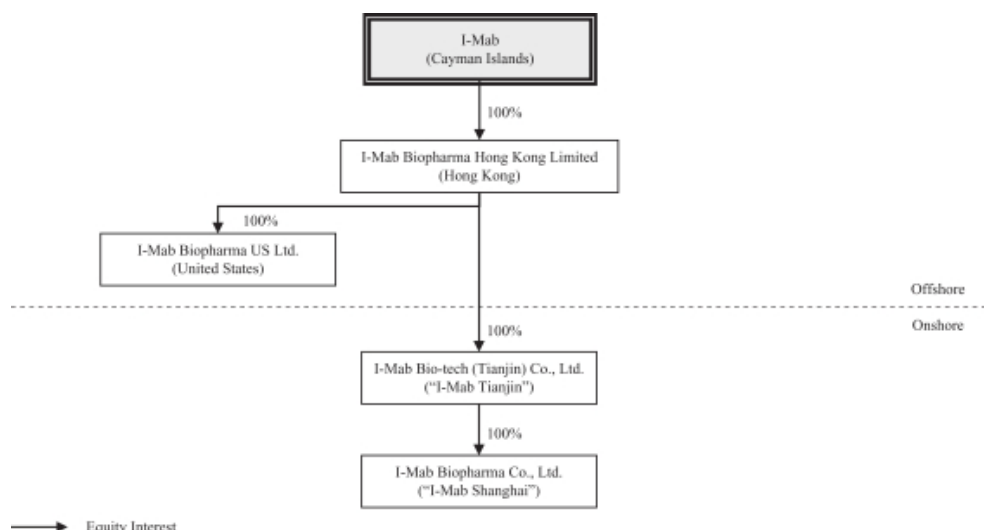 I-Mab
(Cayman Islands)
100%
I-Mab Biopharma Hong Kong Limited
(Hong Kong)
100%
I-Mab Biopharma US Ltd.
(United States)
Offshore
Onshore
100%
I-Mab Bio-tech (Tianjin) Co., Ltd.
(“I-Mab Tianjin”)
100%
I-Mab Biopharma Co., Ltd.
(“I-Mab Shanghai”)
Equity Interest